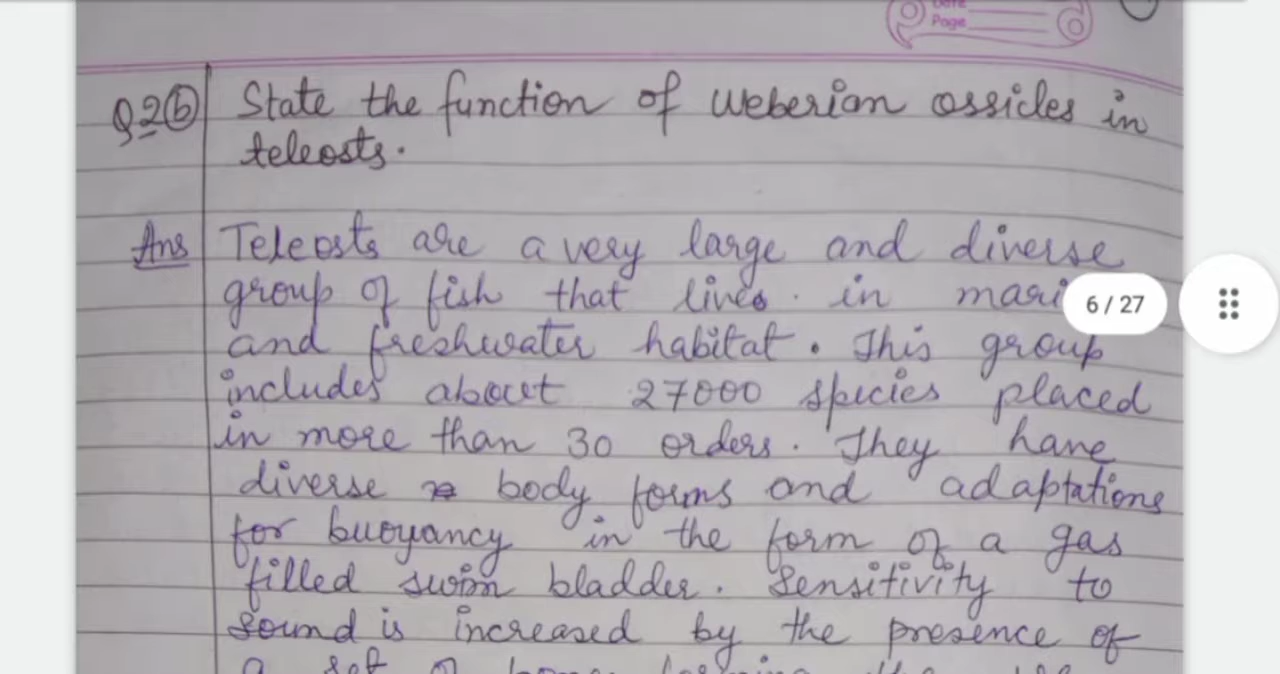 Date
Page
Q2(b) State the function of weberian ossicles in
teleosts.
Ans Teleosts are a very large and diverse
group of fish that lives in mari
6 / 27
and freshwater habitat. This group
includes about 27000 species placed
in more than 30 orders. They have
diverse body forms and adaptations
for buoyancy in the form of a gas
filled swim bladder. Sensitivity to
sound is increased by the presence of
a set o